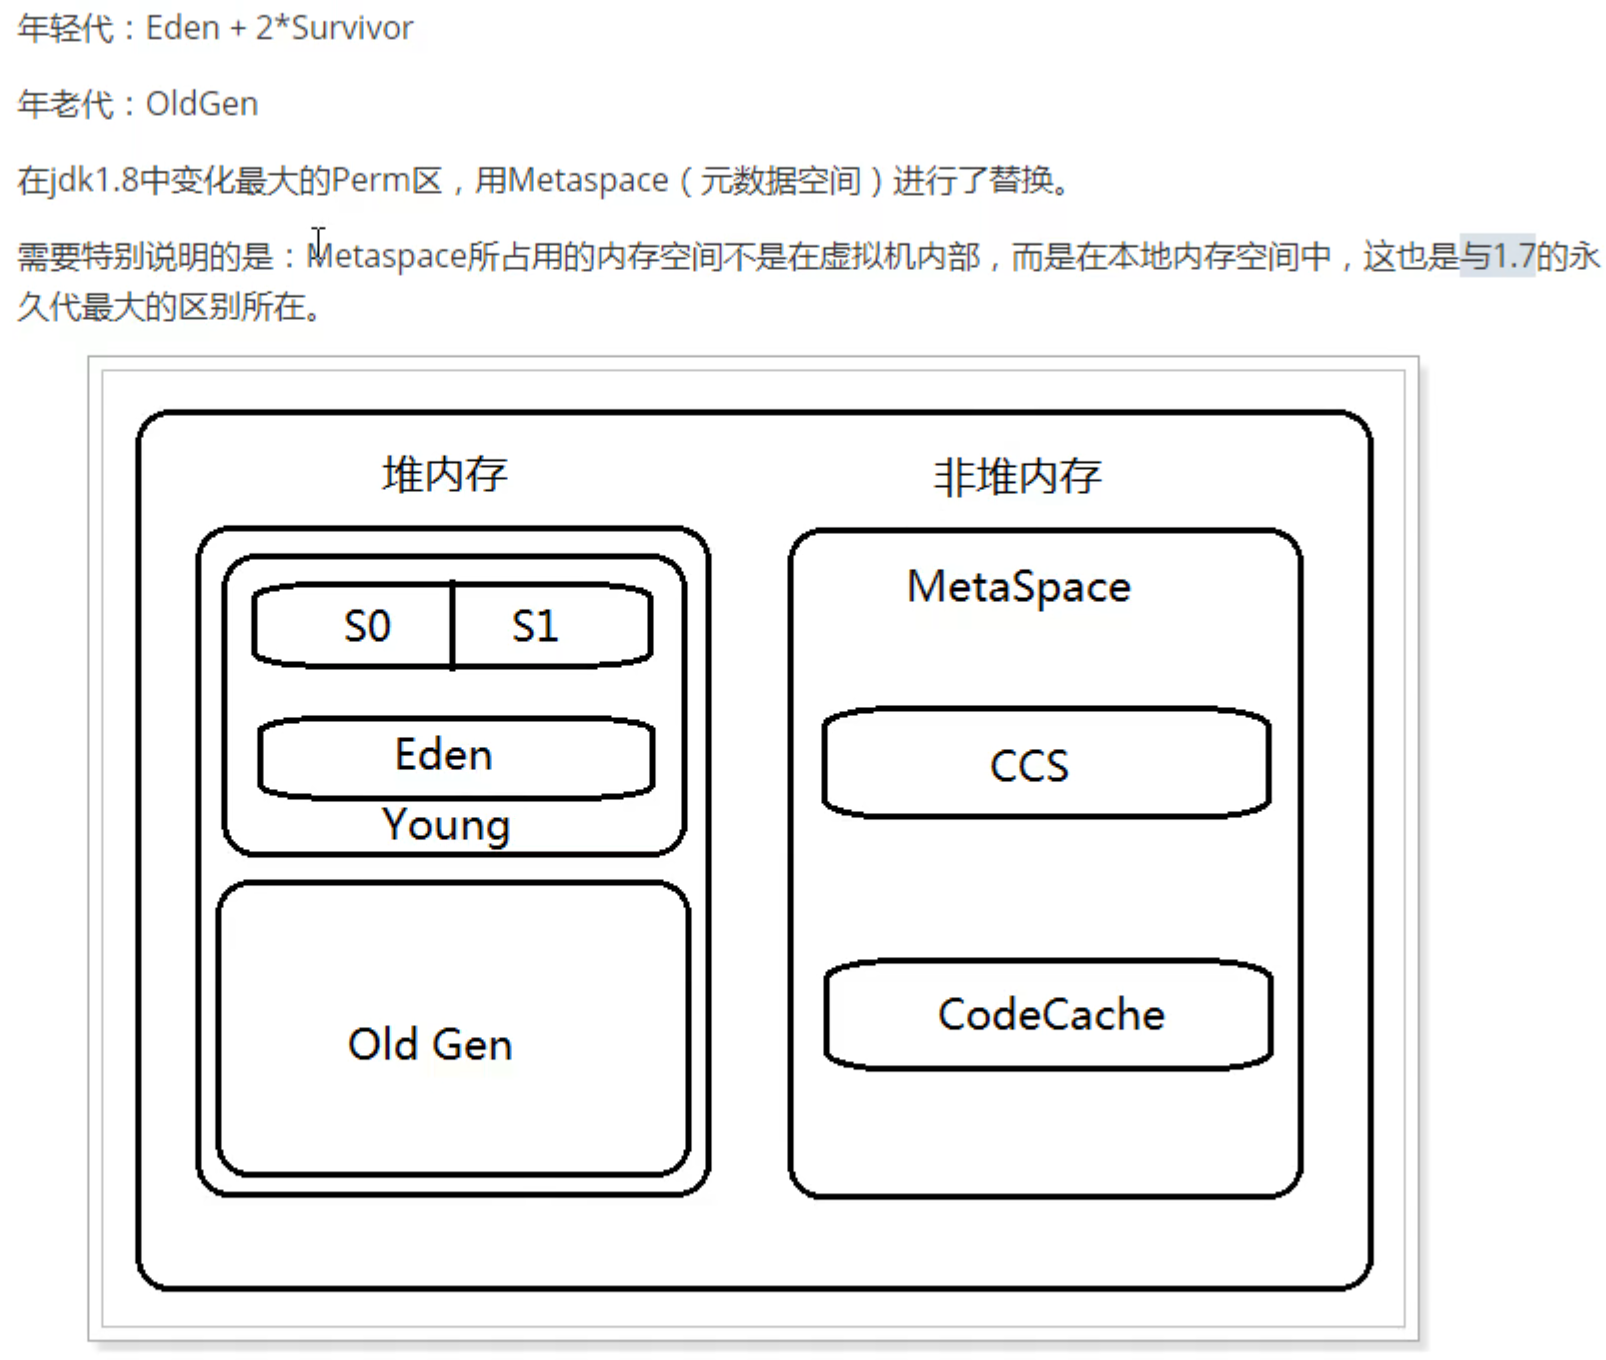 年轻代：Eden + 2*Survivor
年老代：OldGen
在jdk1.8中变化最大的Perm区，用Metaspace（元数据空间）进行了替换。
需要特别说明的是：Metaspace所占用的内存空间不是在虚拟机内部，而是在本地内存空间中，这也是与1.7的永
久代最大的区别所在。
堆内存
非堆内存
S0
S1
Eden
Young
Old Gen
MetaSpace
CCS
CodeCache